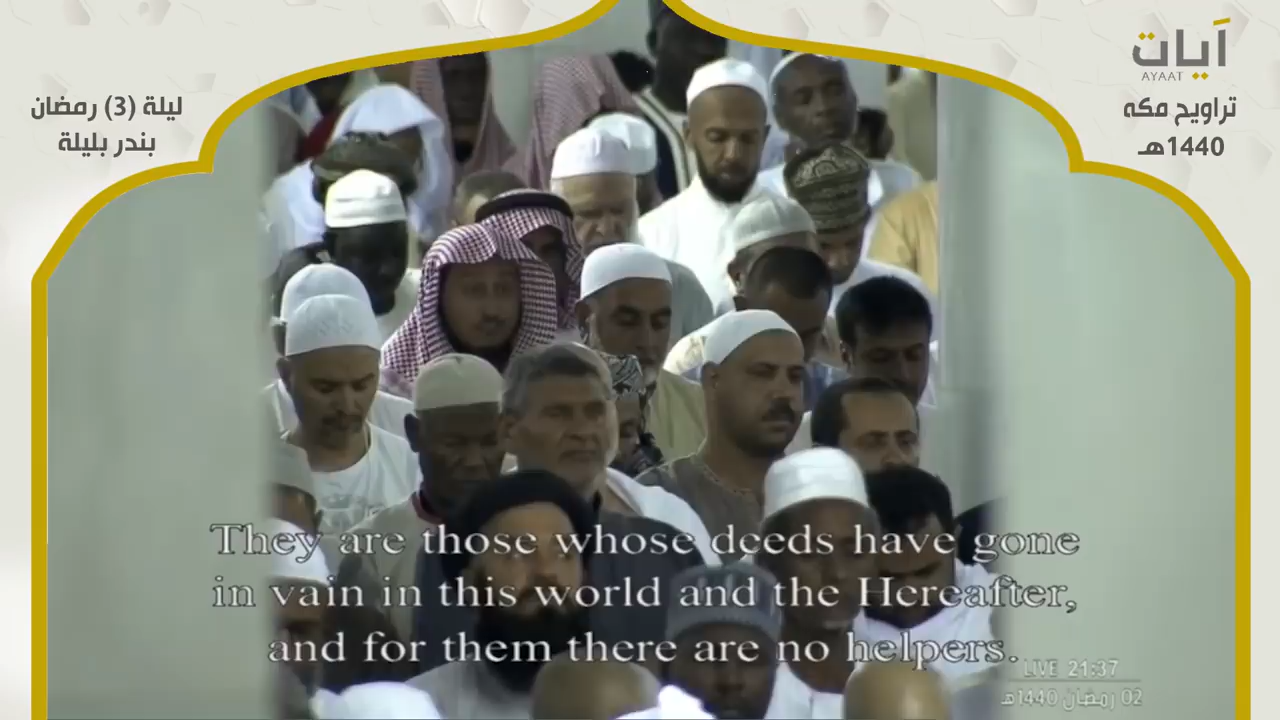 آيات
AYAAT
تراويح مكه
1440هـ
ليلة (3) رمضان
بندر بليلة
They are those whose deeds have gone
in vain in this world and the Hereafter,
and for them there are no helpers.
LIVE 21:37
02 رمضان 1440هـ